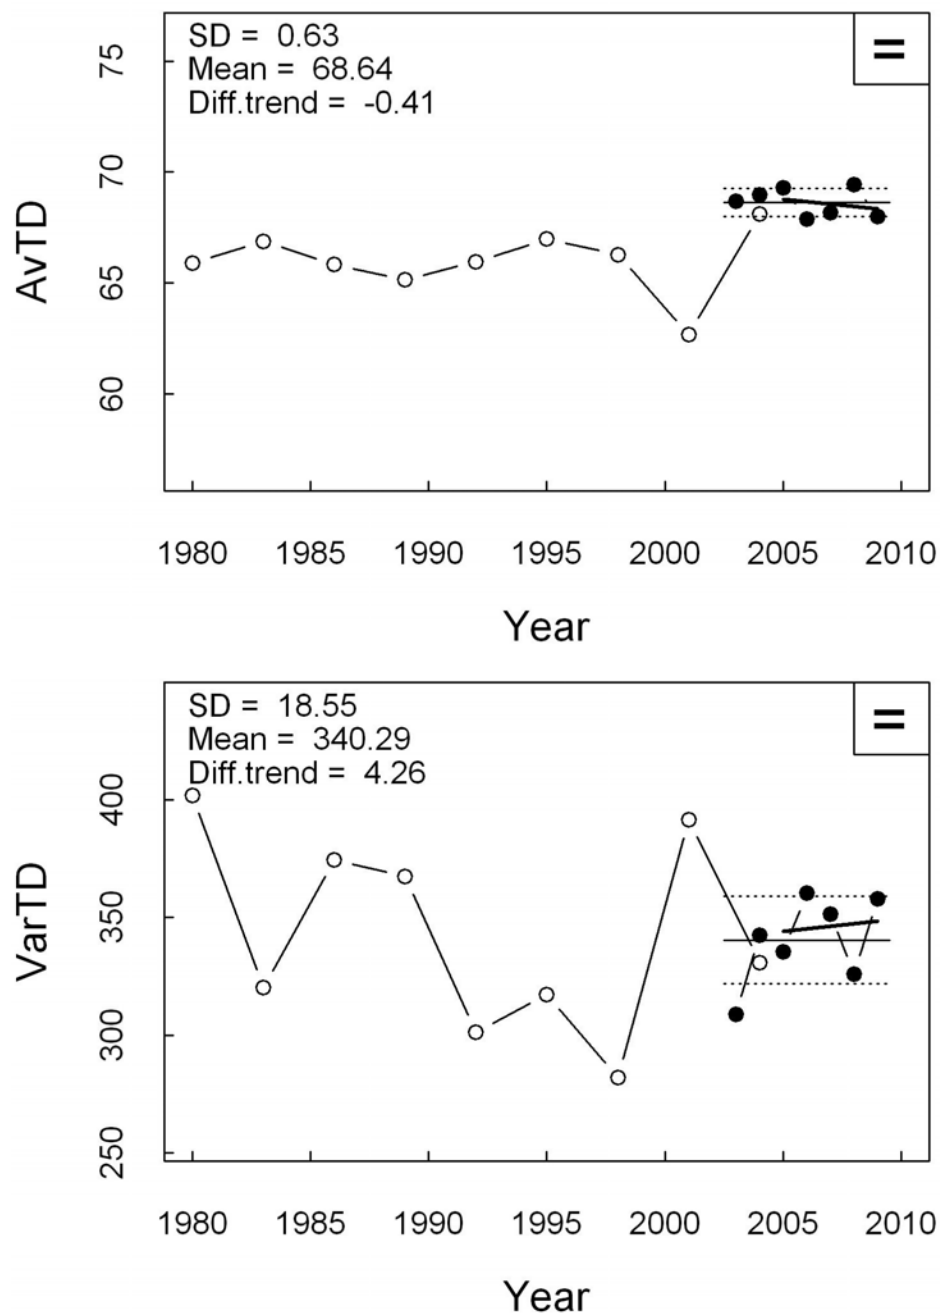 SD = 0.63
Mean = 68.64
Diff.trend = -0.41
=
75
70
65
60
AvTD
1980 1985 1990 1995 2000 2005 2010
Year
SD = 18.55
Mean = 340.29
Diff.trend = 4.26
=
400
350
300
250
VarTD
1980 1985 1990 1995 2000 2005 2010
Year